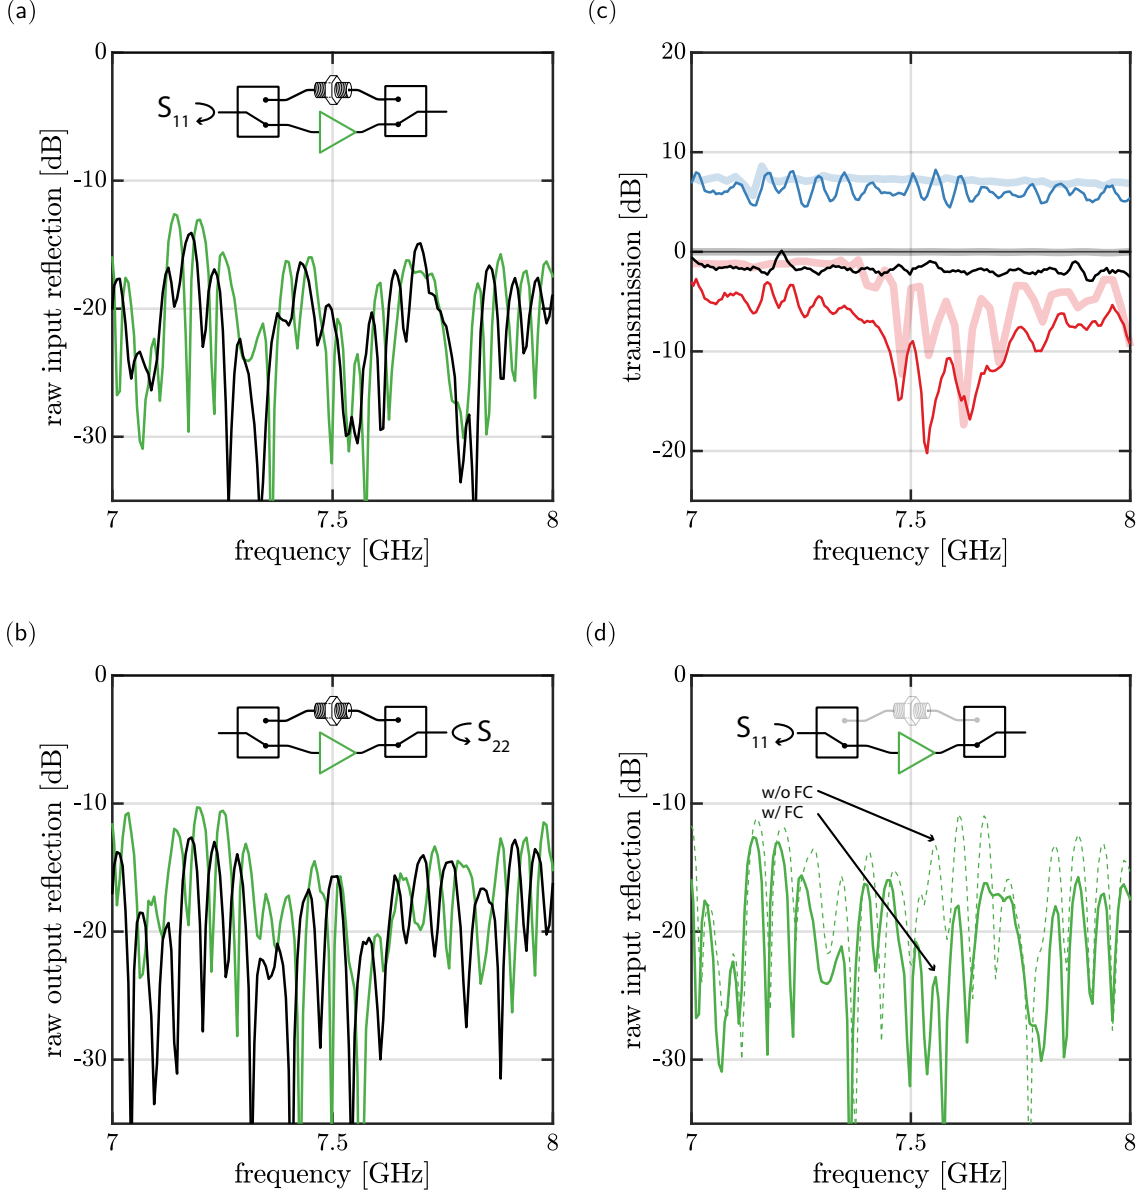 (a)
0
-10
-20
-30
raw input reflection [dB]
S11
7
7.5
8
frequency [GHz]
(c)
20
10
0
-10
-20
transmission [dB]
7
7.5
8
frequency [GHz]
(b)
0
-10
-20
-30
raw output reflection [dB]
S22
7
7.5
8
frequency [GHz]
(d)
0
-10
-20
-30
raw input reflection [dB]
S11
w/o FC
w/ FC
7
7.5
8
frequency [GHz]